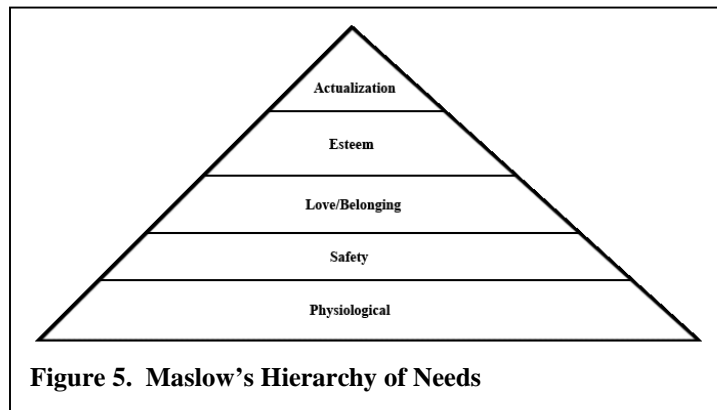 Actualization
Esteem
Love/Belonging
Safety
Physiological
Figure 5.  Maslow’s Hierarchy of Needs